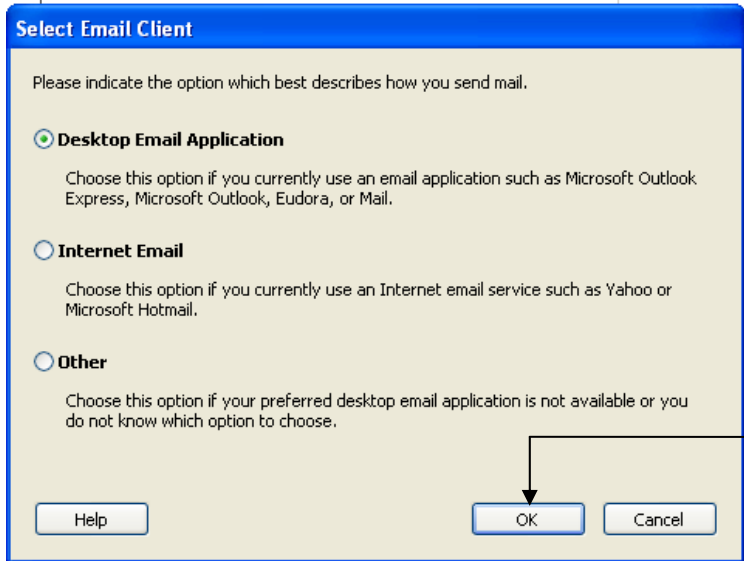 Select Email Client
Please indicate the option which best describes how you send mail.
Desktop Email Application
Choose this option if you currently use an email application such as Microsoft Outlook
Express, Microsoft Outlook, Eudora, or Mail.
Internet Email
Choose this option if you currently use an Internet email service such as Yahoo or
Microsoft Hotmail.
Other
Choose this option if your preferred desktop email application is not available or you
do not know which option to choose.
Help
OK
Cancel